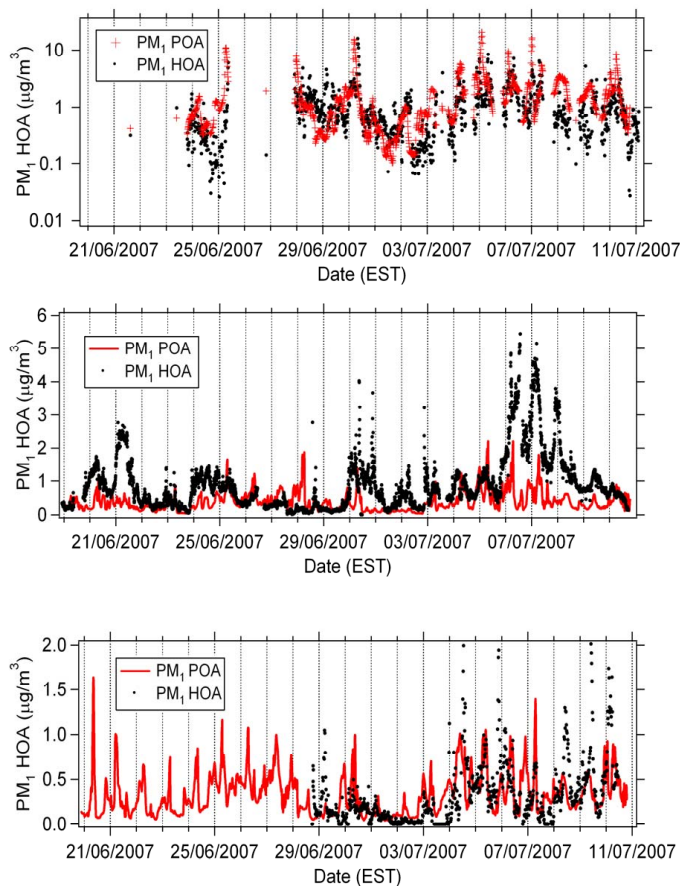 PM₁ HOA (µg/m³)
10
1
0.1
0.01
PM₁ POA
PM₁ HOA
21/06/2007 25/06/2007 29/06/2007 03/07/2007 07/07/2007 11/07/2007
Date (EST)
PM₁ HOA (µg/m³)
6
5
4
3
2
1
0
PM₁ POA
PM₁ HOA
21/06/2007 25/06/2007 29/06/2007 03/07/2007 07/07/2007
Date (EST)
PM₁ HOA (µg/m³)
2.0
1.5
1.0
0.5
0.0
PM₁ POA
PM₁ HOA
21/06/2007 25/06/2007 29/06/2007 03/07/2007 07/07/2007 11/07/2007
Date (EST)